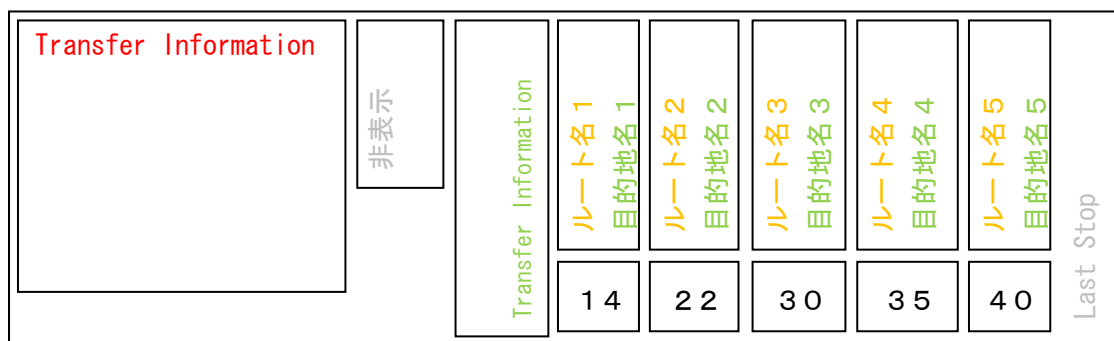 Transfer Information
非表示
Transfer Information
ルート名１
目的地名１
１４
ルート名２
目的地名２
２２
ルート名３
目的地名３
３０
ルート名４
目的地名４
３５
ルート名５
目的地名５
４０
Last Stop